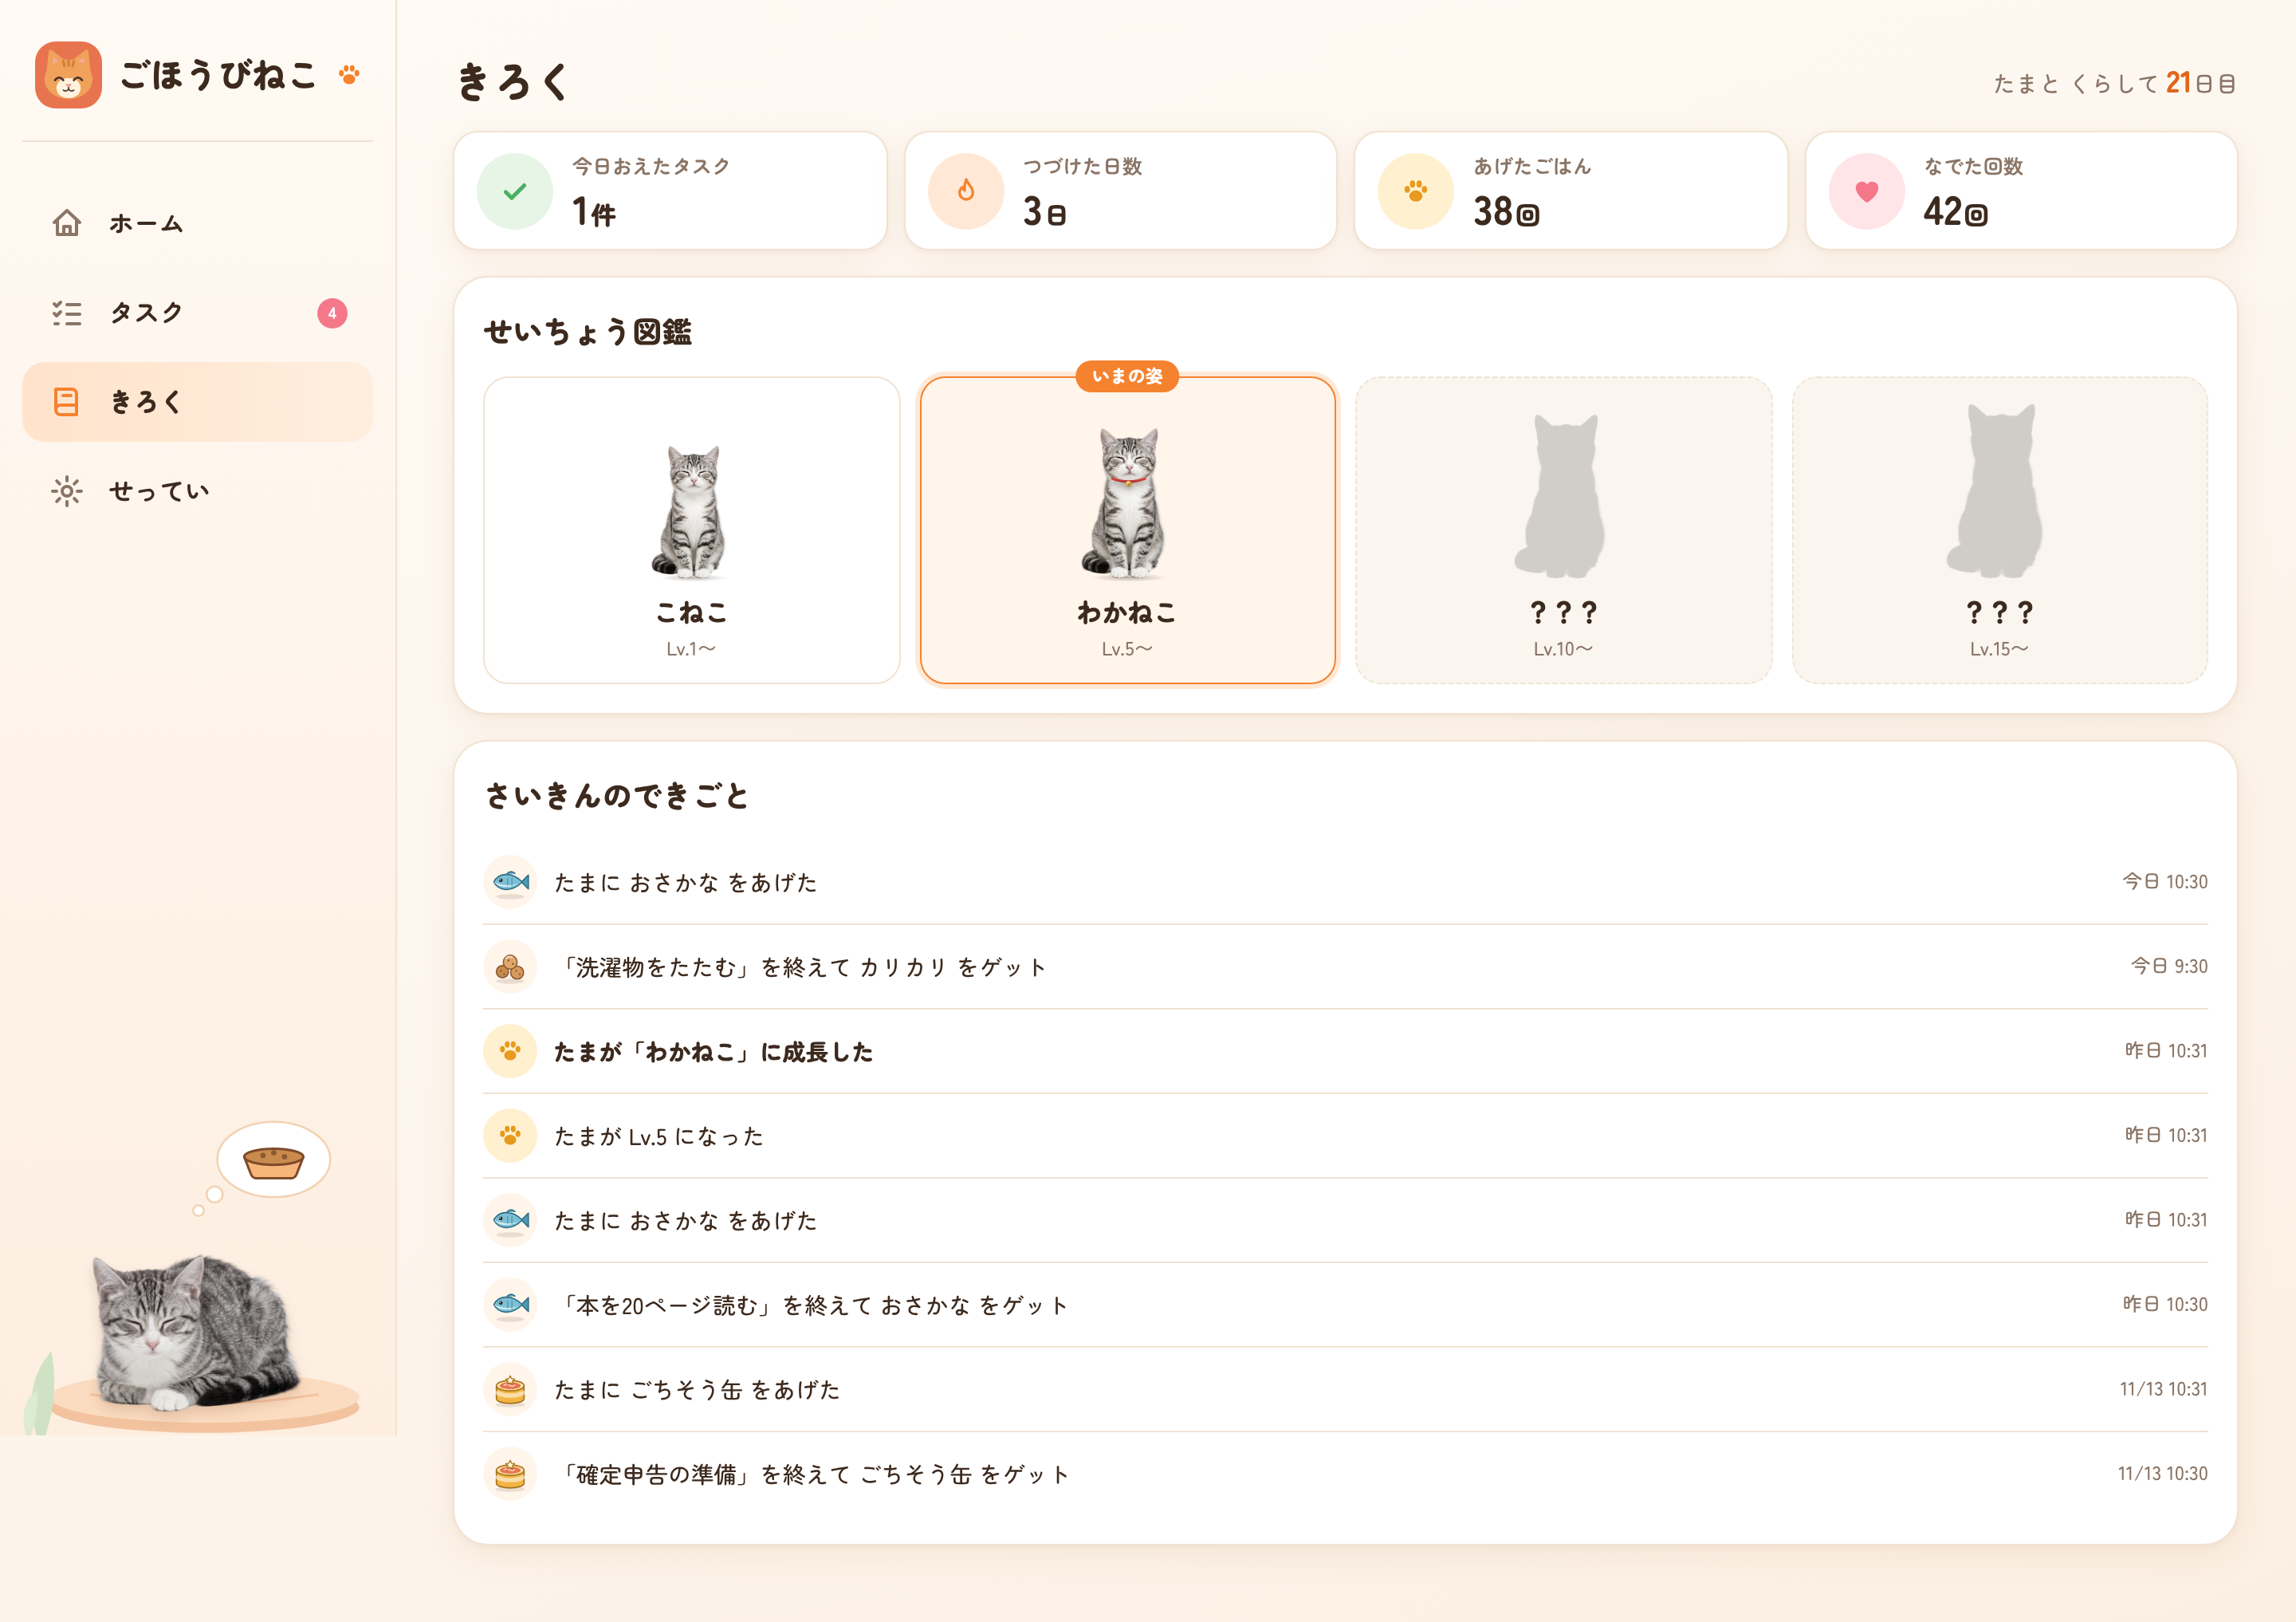 ごほうびねこ
ホーム
タスク 4
きろく
せってい
きろく
たまと くらして 21日目
今日おえたタスク
1件
つづけた日数
3日
あげたごはん
38回
なでた回数
42回
せいちょう図鑑
こねこ
Lv.1〜
いまの姿
わかねこ
Lv.5〜
？？？
Lv.10〜
？？？
Lv.15〜
さいきんのできごと
たまに おさかな をあげた 今日 10:30
「洗濯物をたたむ」を終えて カリカリ をゲット 今日 9:30
たまが「わかねこ」に成長した 昨日 10:31
たまが Lv.5 になった 昨日 10:31
たまに おさかな をあげた 昨日 10:31
「本を20ページ読む」を終えて おさかな をゲット 昨日 10:30
たまに ごちそう缶 をあげた 11/13 10:31
「確定申告の準備」を終えて ごちそう缶 をゲット 11/13 10:30